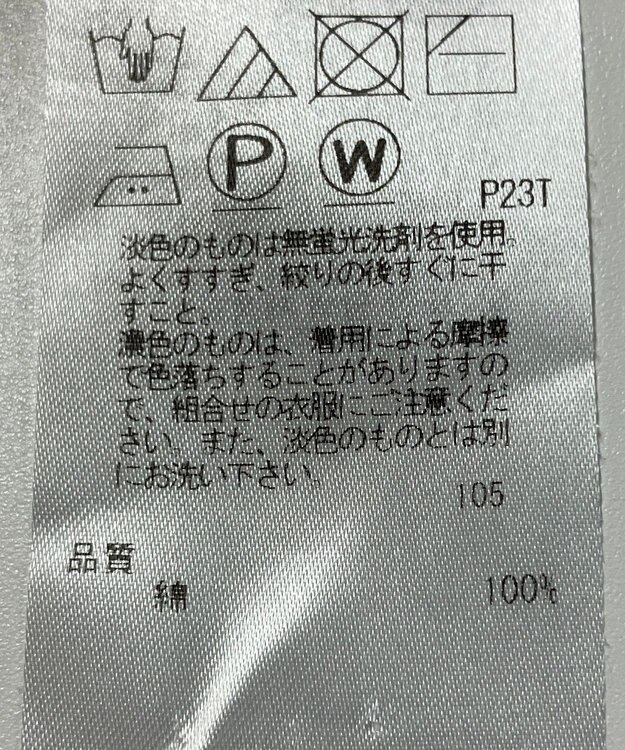 P W
P23T
淡色のものは無蛍光洗剤を使用。
よくすすぎ、絞りの後すぐに干
すこと。
濃色のものは、着用による摩擦
で色落ちすることがありますの
で、組合せの衣服にご注意くだ
さい。また、淡色のものとは別
にお洗い下さい。
105
品質
綿 100%